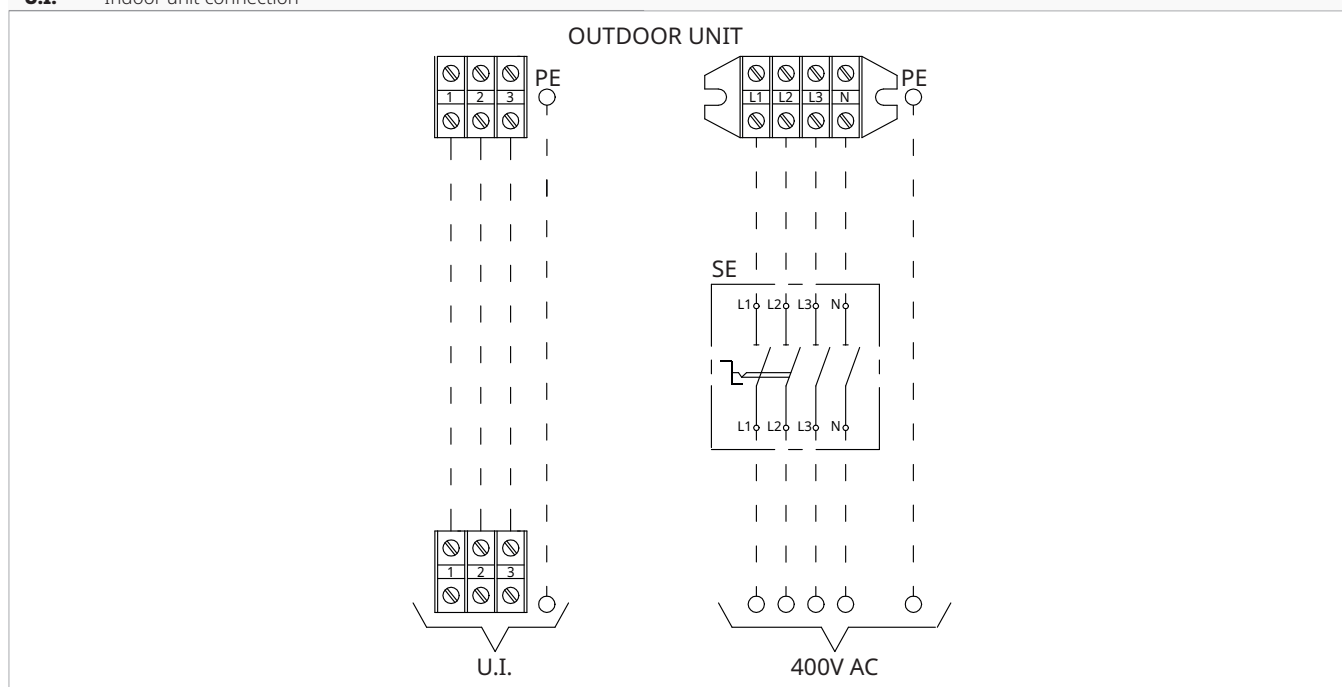 U.I. Indoor unit connection
OUTDOOR UNIT
PE
1 2 3
PE
L1 L2 L3 N
SE
L1 L2 L3 N
L1 L2 L3 N
1 2 3
U.I.
400V AC